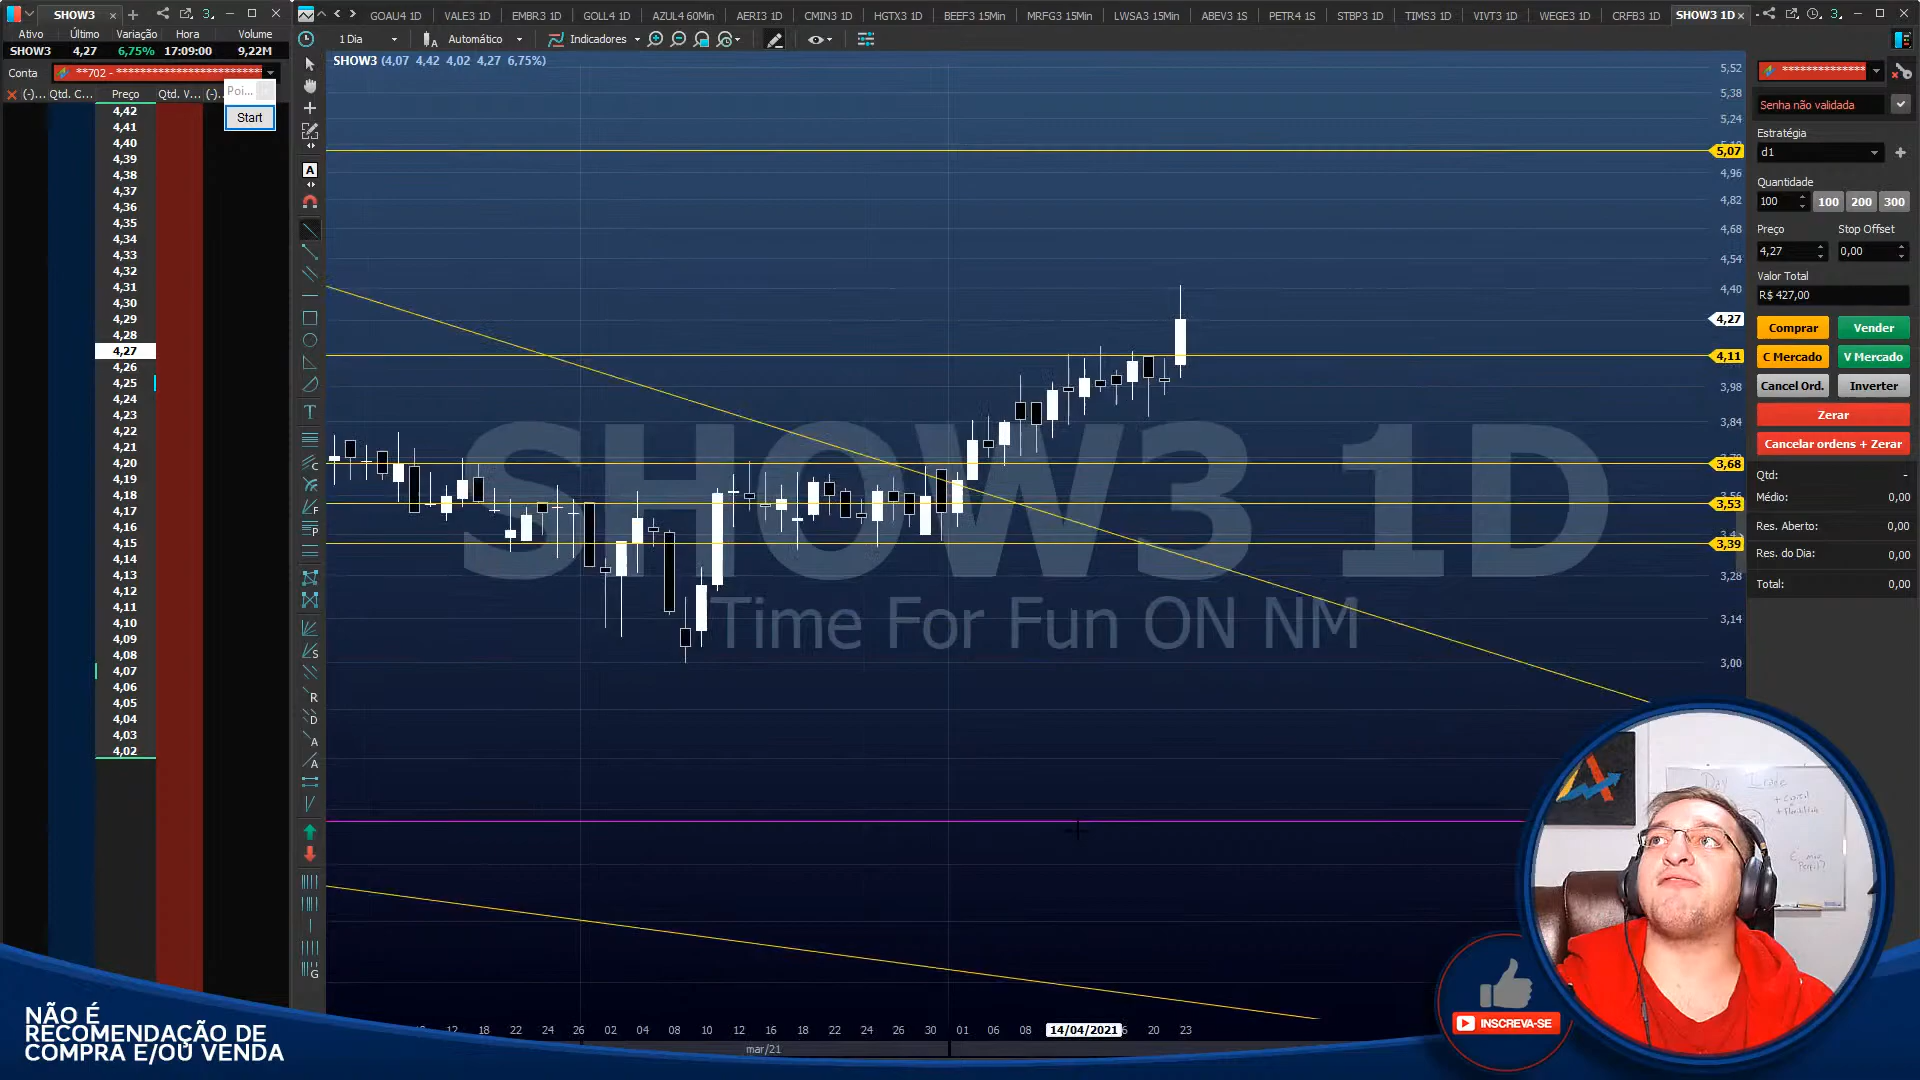 SHOW3
GOAU4 1D VALE3 1D EMBR3 1D GOLL4 1D AZUL4 60Min AERI3 1D CMIN3 1D HGTX3 1D BEEF3 15Min MRFG3 15Min LWSA3 15Min ABEV3 1S PETR4 1S STBP3 1D TIMS3 1D VIVT3 1D WEGE3 1D CRFB3 1D SHOW3 1D
Ativo Último Variação Hora Volume
SHOW3 4,27 6,75% 17:09:00 9,22M
1 Dia Automático Indicadores
Conta **702 - **************************
(-)... Qtd. C... Preço Qtd. V... (-)... Poi...
Start
SHOW3 (4,07 4,42 4,02 4,27 6,75%)
4,42
4,41
4,40
4,39
4,38
4,37
4,36
4,35
4,34
4,33
4,32
4,31
4,30
4,29
4,28
4,27
4,26
4,25
4,24
4,23
4,22
4,21
4,20
4,19
4,18
4,17
4,16
4,15
4,14
4,13
4,12
4,11
4,10
4,09
4,08
4,07
4,06
4,05
4,04
4,03
4,02
SHOW3 1D
Time For Fun ON NM
5,52
5,38
5,24
5,07
4,96
4,82
4,68
4,54
4,40
4,27
4,11
3,98
3,84
3,68
3,53
3,39
3,28
3,14
3,00
Senha não validada
Estratégia
d1
Quantidade
100 100 200 300
Preço Stop Offset
4,27 0,00
Valor Total
R$ 427,00
Comprar Vender
C Mercado V Mercado
Cancel Ord. Inverter
Zerar
Cancelar ordens + Zerar
Qtd: -
Médio: 0,00
Res. Aberto: 0,00
Res. do Dia: 0,00
Total: 0,00
12 18 22 24 26 02 04 08 10 12 16 18 22 24 26 30 01 06 08 14/04/2021 20 23
mar/21
NÃO É
RECOMENDAÇÃO DE
COMPRA E/OU VENDA
INSCREVA-SE
Day Trade
+ Capital